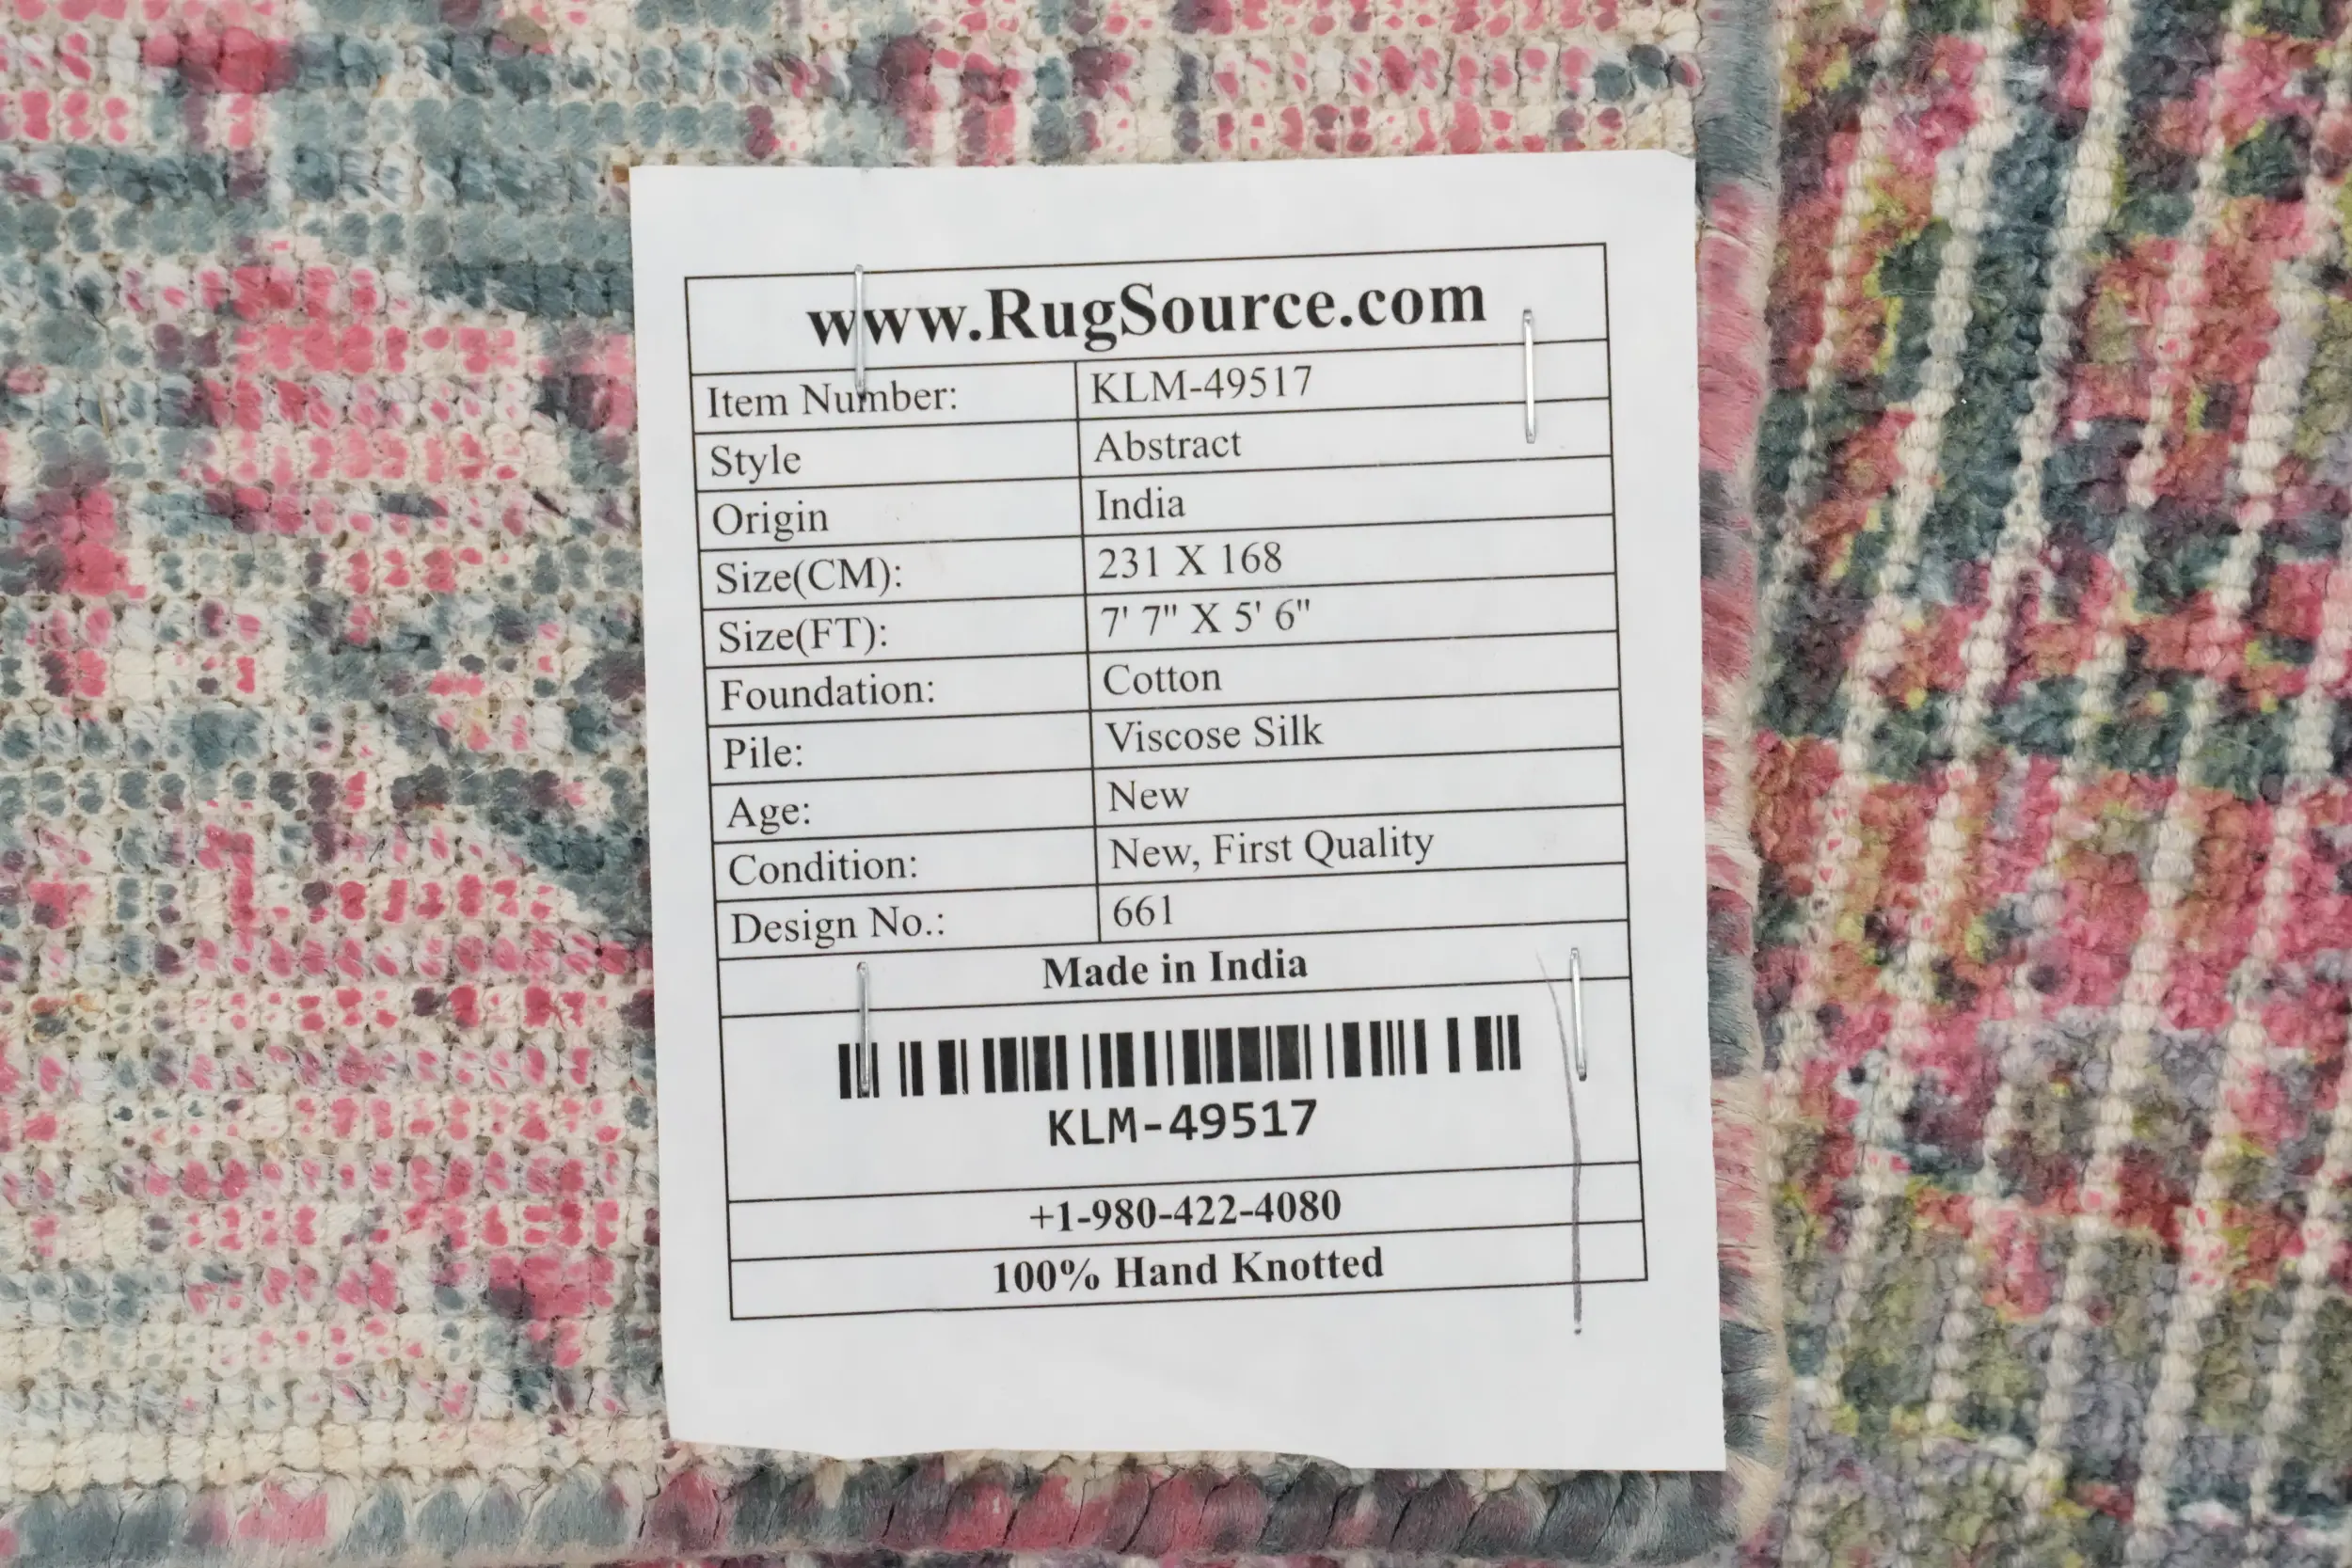 www.RugSource.com
Item Number: KLM-49517
Style Abstract
Origin India
Size(CM): 231 X 168
Size(FT): 7' 7" X 5' 6"
Foundation: Cotton
Pile: Viscose Silk
Age: New
Condition: New, First Quality
Design No.: 661
Made in India
KLM-49517
+1-980-422-4080
100% Hand Knotted